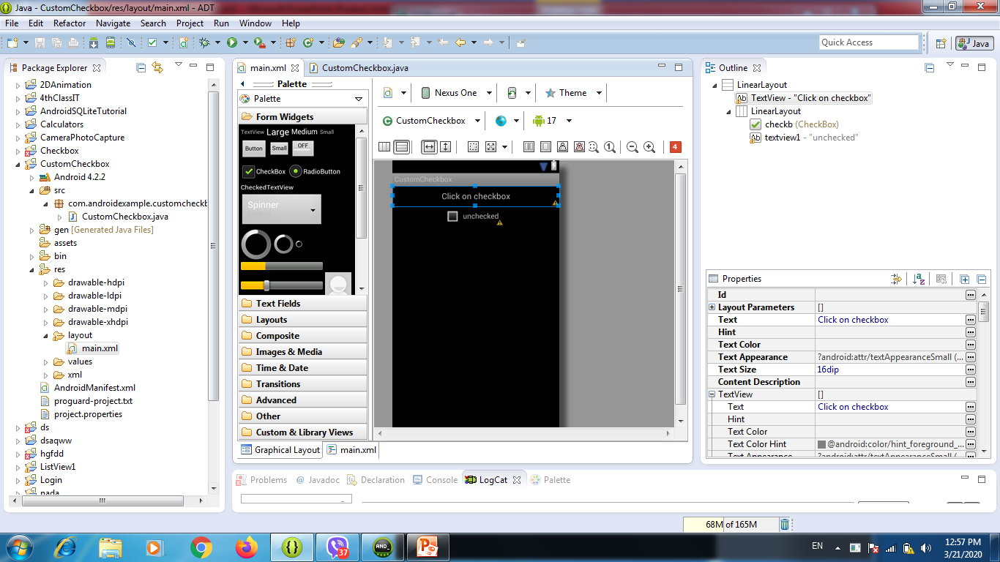 Java - CustomCheckbox/res/layout/main.xml - ADT
File Edit Refactor Navigate Search Project Run Window Help
Quick Access
Java
Package Explorer
2DAnimation
4thClassIT
AndroidSQLiteTutorial
Calculators
CameraPhotoCapture
Checkbox
CustomCheckbox
Android 4.2.2
src
com.androidexample.customcheckb
CustomCheckbox.java
gen [Generated Java Files]
assets
bin
res
drawable-hdpi
drawable-ldpi
drawable-mdpi
drawable-xhdpi
layout
main.xml
values
xml
AndroidManifest.xml
proguard-project.txt
project.properties
ds
dsaqww
hgfdd
ListView1
Login
nada
main.xml
CustomCheckbox.java
Palette
Palette
Form Widgets
TextView Large Medium Small
Button Small OFF
CheckBox RadioButton
CheckedTextView
Spinner
Text Fields
Layouts
Composite
Images & Media
Time & Date
Transitions
Advanced
Other
Custom & Library Views
Graphical Layout
main.xml
Nexus One
Theme
CustomCheckbox
17
4
CustomCheckbox
Click on checkbox
unchecked
Outline
LinearLayout
TextView - "Click on checkbox"
LinearLayout
checkb (CheckBox)
textview1 - "unchecked"
Properties
Id
Layout Parameters []
Text Click on checkbox
Hint
Text Color
Text Appearance ?android:attr/textAppearanceSmall (...
Text Size 16dip
Content Description
TextView []
Text Click on checkbox
Hint
Text Color
Text Color Hint @android:color/hint_foreground_...
Text Appearance ?android:attr/textAppearanceSmall (...
Problems @ Javadoc Declaration Console LogCat Palette
68M of 165M
37
AND_
EN
12:57 PM
3/21/2020